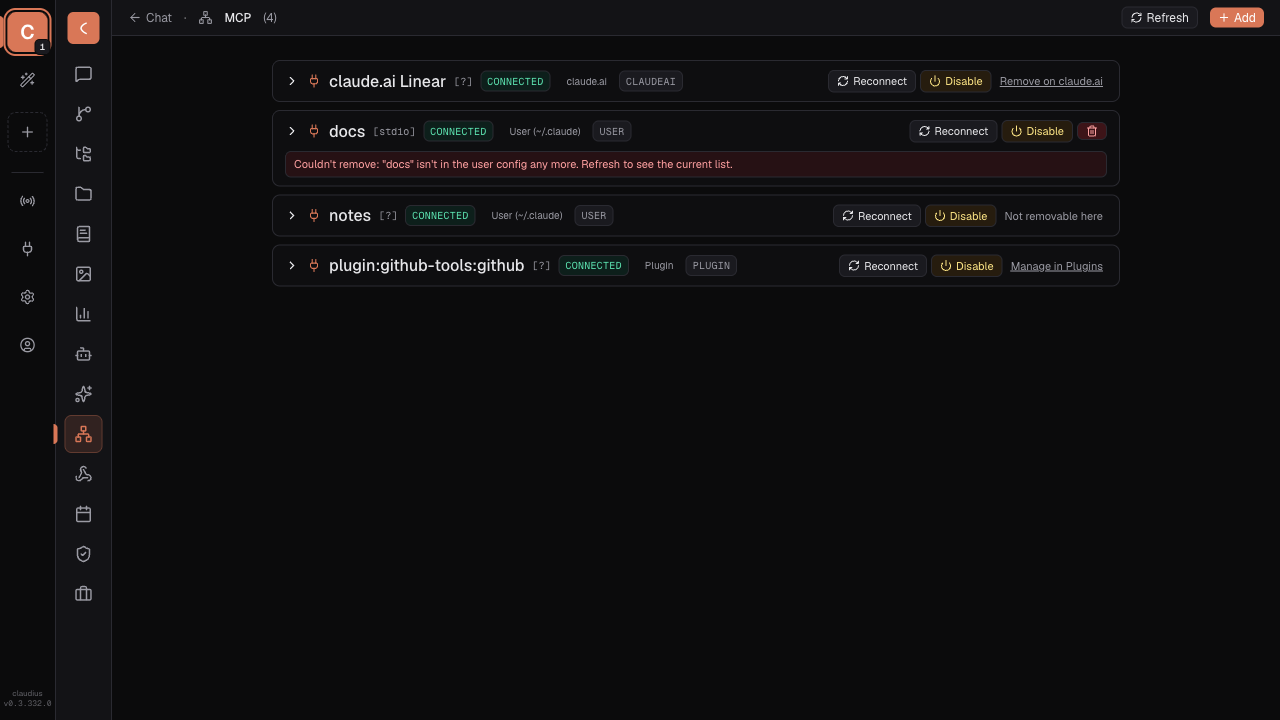 C
1
Chat · MCP (4)
Refresh
Add
claude.ai Linear [?] CONNECTED claude.ai CLAUDEAI Reconnect Disable Remove on claude.ai
docs [stdio] CONNECTED User (~/.claude) USER Reconnect Disable
Couldn't remove: "docs" isn't in the user config any more. Refresh to see the current list.
notes [?] CONNECTED User (~/.claude) USER Reconnect Disable Not removable here
plugin:github-tools:github [?] CONNECTED Plugin PLUGIN Reconnect Disable Manage in Plugins
claudius
v0.3.332.0